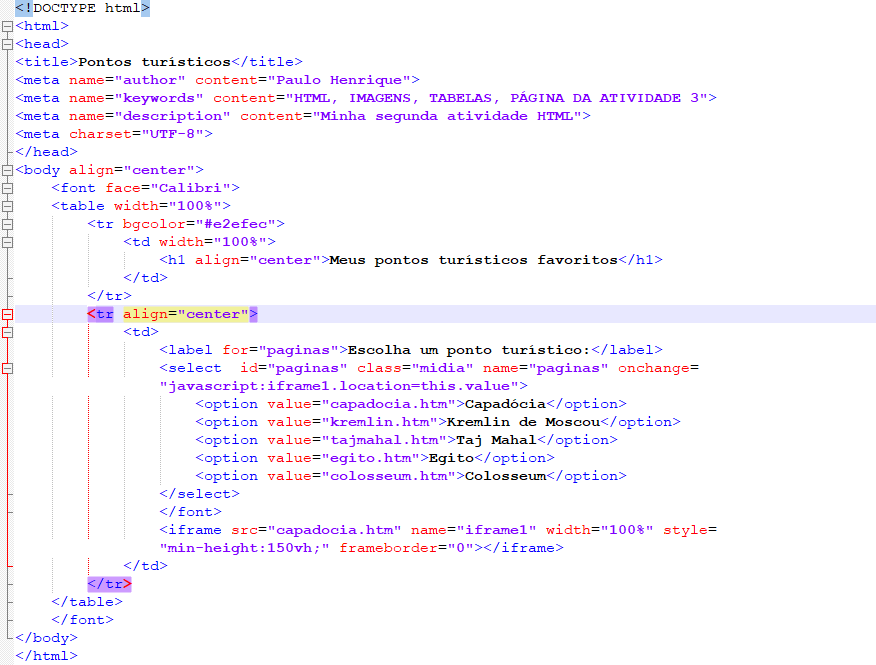 <!DOCTYPE html>
<html>
<head>
<title>Pontos turísticos</title>
<meta name="author" content="Paulo Henrique">
<meta name="keywords" content="HTML, IMAGENS, TABELAS, PÁGINA DA ATIVIDADE 3">
<meta name="description" content="Minha segunda atividade HTML">
<meta charset="UTF-8">
</head>
<body align="center">
    <font face="Calibri">
    <table width="100%">
        <tr bgcolor="#e2efec">
            <td width="100%">
                <h1 align="center">Meus pontos turísticos favoritos</h1>
            </td>
        </tr>
        <tr align="center">
            <td>
                <label for="paginas">Escolha um ponto turístico:</label>
                <select  id="paginas" class="midia" name="paginas" onchange=
                "javascript:iframe1.location=this.value">
                    <option value="capadocia.htm">Capadócia</option>
                    <option value="kremlin.htm">Kremlin de Moscou</option>
                    <option value="tajmahal.htm">Taj Mahal</option>
                    <option value="egito.htm">Egito</option>
                    <option value="colosseum.htm">Colosseum</option>
                </select>
                </font>
                <iframe src="capadocia.htm" name="iframe1" width="100%" style=
                "min-height:150vh;" frameborder="0"></iframe>
            </td>
        </tr>
    </table>
    </font>
</body>
</html>